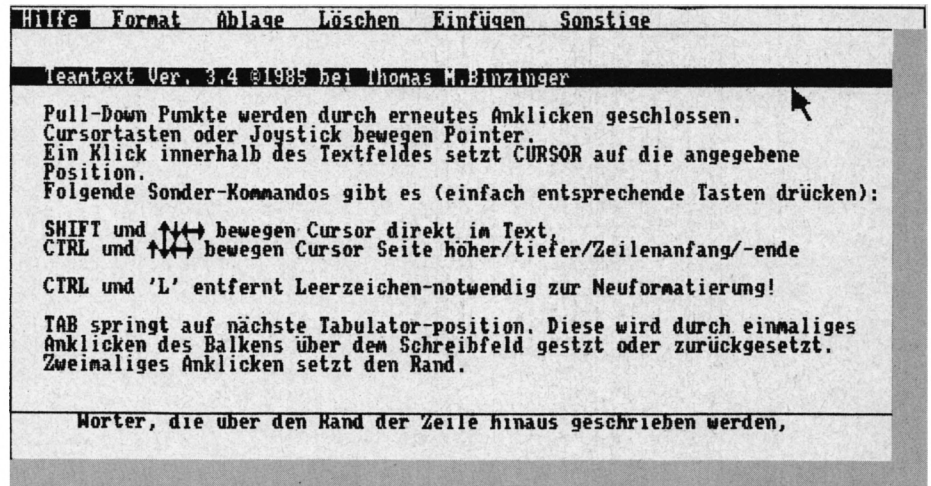 Hilfe Format Ablage Löschen Einfügen Sonstige
Teamtext Ver. 3.4 ©1985 bei Thomas M.Binzinger
Pull-Down Punkte werden durch erneutes Anklicken geschlossen.
Cursortasten oder Joystick bewegen Pointer.
Ein Klick innerhalb des Textfeldes setzt CURSOR auf die angegebene
Position.
Folgende Sonder-Kommandos gibt es (einfach entsprechende Tasten drücken):
SHIFT und ↑↓↔ bewegen Cursor direkt im Text,
CTRL und ↑↓↔ bewegen Cursor Seite höher/tiefer/Zeilenanfang/-ende
CTRL und 'L' entfernt Leerzeichen-notwendig zur Neuformatierung!
TAB springt auf nächste Tabulator-position. Diese wird durch einmaliges
Anklicken des Balkens über dem Schreibfeld gestzt oder zurückgesetzt.
Zweimaliges Anklicken setzt den Rand.
Wörter, die über den Rand der Zeile hinaus geschrieben werden,